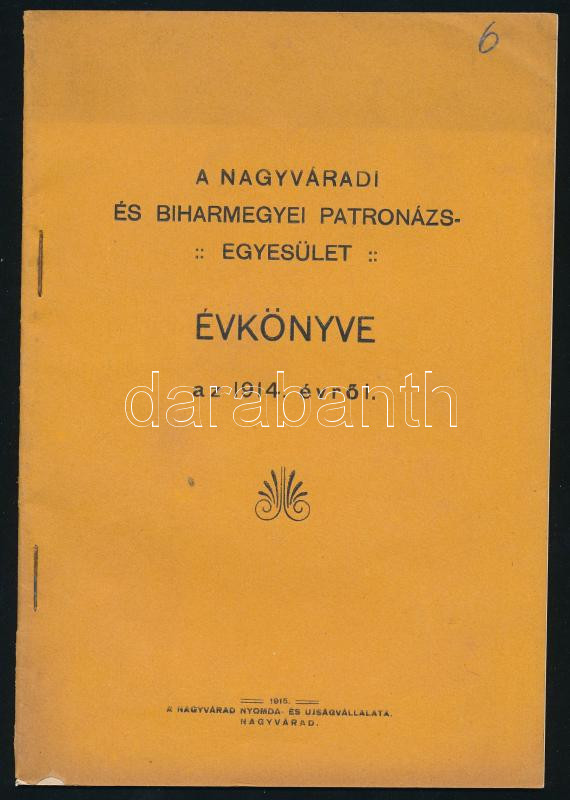 6
A NAGYVÁRADI
ÉS BIHARMEGYEI PATRONÁZS-
:: EGYESÜLET ::
ÉVKÖNYVE
az 1914. évről.
darabanth
1915.
A NAGYVÁRAD NYOMDA- ÉS UJSÁGVÁLLALATA.
NAGYVÁRAD.